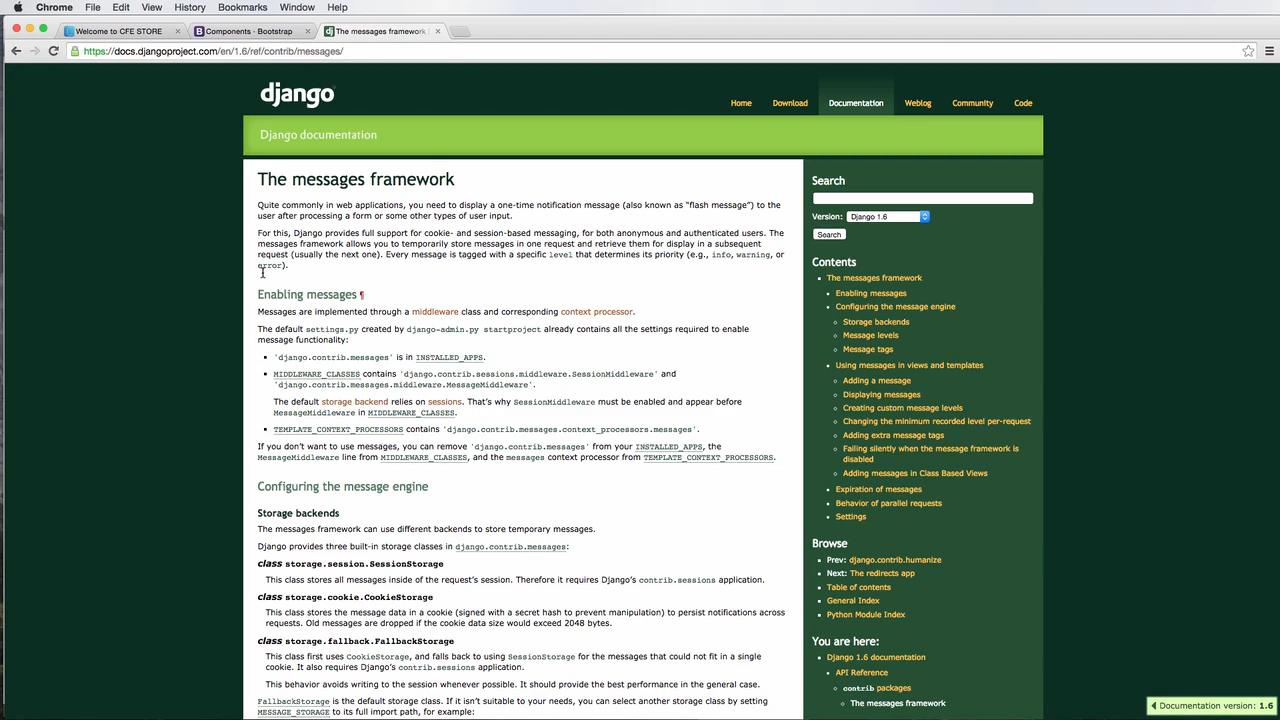 Chrome File Edit View History Bookmarks Window Help
Welcome to CFE STORE
Components · Bootstrap
The messages framework
https://docs.djangoproject.com/en/1.6/ref/contrib/messages/
django
Home Download Documentation Weblog Community Code
Django documentation
The messages framework
Quite commonly in web applications, you need to display a one-time notification message (also known as “flash message”) to the
user after processing a form or some other types of user input.
For this, Django provides full support for cookie- and session-based messaging, for both anonymous and authenticated users. The
messages framework allows you to temporarily store messages in one request and retrieve them for display in a subsequent
request (usually the next one). Every message is tagged with a specific level that determines its priority (e.g., info, warning, or
error).
Enabling messages ¶
Messages are implemented through a middleware class and corresponding context processor.
The default settings.py created by django-admin.py startproject already contains all the settings required to enable
message functionality:
'django.contrib.messages' is in INSTALLED_APPS.
MIDDLEWARE_CLASSES contains 'django.contrib.sessions.middleware.SessionMiddleware' and
'django.contrib.messages.middleware.MessageMiddleware'.
The default storage backend relies on sessions. That’s why SessionMiddleware must be enabled and appear before
MessageMiddleware in MIDDLEWARE_CLASSES.
TEMPLATE_CONTEXT_PROCESSORS contains 'django.contrib.messages.context_processors.messages'.
If you don’t want to use messages, you can remove 'django.contrib.messages' from your INSTALLED_APPS, the
MessageMiddleware line from MIDDLEWARE_CLASSES, and the messages context processor from TEMPLATE_CONTEXT_PROCESSORS.
Configuring the message engine
Storage backends
The messages framework can use different backends to store temporary messages.
Django provides three built-in storage classes in django.contrib.messages:
class storage.session.SessionStorage
This class stores all messages inside of the request’s session. Therefore it requires Django’s contrib.sessions application.
class storage.cookie.CookieStorage
This class stores the message data in a cookie (signed with a secret hash to prevent manipulation) to persist notifications across
requests. Old messages are dropped if the cookie data size would exceed 2048 bytes.
class storage.fallback.FallbackStorage
This class first uses CookieStorage, and falls back to using SessionStorage for the messages that could not fit in a single
cookie. It also requires Django’s contrib.sessions application.
This behavior avoids writing to the session whenever possible. It should provide the best performance in the general case.
FallbackStorage is the default storage class. If it isn’t suitable to your needs, you can select another storage class by setting
MESSAGE_STORAGE to its full import path, for example:
Search
Version: Django 1.6
Search
Contents
The messages framework
Enabling messages
Configuring the message engine
Storage backends
Message levels
Message tags
Using messages in views and templates
Adding a message
Displaying messages
Creating custom message levels
Changing the minimum recorded level per-request
Adding extra message tags
Failing silently when the message framework is
disabled
Adding messages in Class Based Views
Expiration of messages
Behavior of parallel requests
Settings
Browse
Prev: django.contrib.humanize
Next: The redirects app
Table of contents
General Index
Python Module Index
You are here:
Django 1.6 documentation
API Reference
contrib packages
The messages framework
Documentation version: 1.6